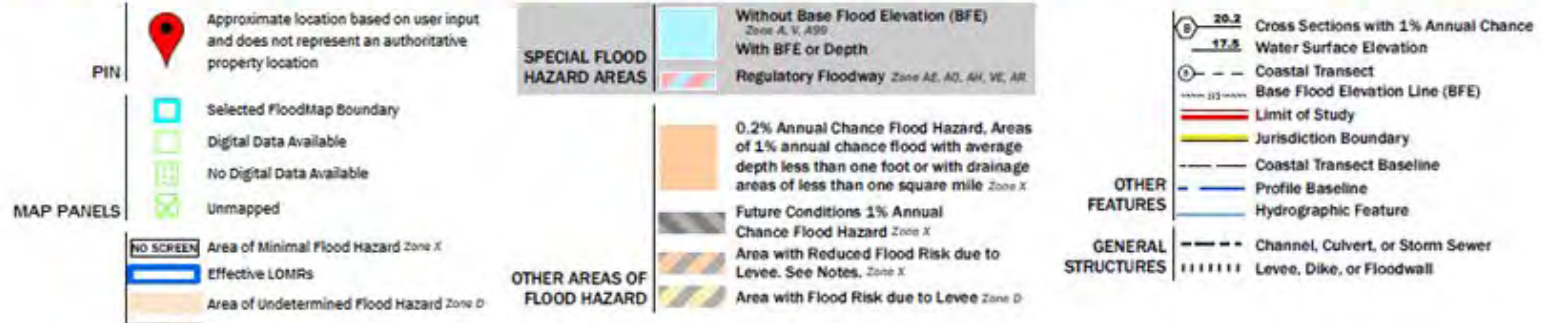 PIN
Approximate location based on user input
and does not represent an authoritative
property location
MAP PANELS
Selected FloodMap Boundary
Digital Data Available
No Digital Data Available
Unmapped
NO SCREEN Area of Minimal Flood Hazard Zone X
Effective LOMRs
Area of Undetermined Flood Hazard Zone D
SPECIAL FLOOD
HAZARD AREAS
Without Base Flood Elevation (BFE)
Zone A, V, A99
With BFE or Depth
Regulatory Floodway Zone AE, AO, AH, VE, AR
OTHER AREAS OF
FLOOD HAZARD
0.2% Annual Chance Flood Hazard, Areas
of 1% annual chance flood with average
depth less than one foot or with drainage
areas of less than one square mile Zone X
Future Conditions 1% Annual
Chance Flood Hazard Zone X
Area with Reduced Flood Risk due to
Levee. See Notes. Zone X
Area with Flood Risk due to Levee Zone D
OTHER
FEATURES
20.2 Cross Sections with 1% Annual Chance
17.5 Water Surface Elevation
Coastal Transect
Base Flood Elevation Line (BFE)
Limit of Study
Jurisdiction Boundary
Coastal Transect Baseline
Profile Baseline
Hydrographic Feature
GENERAL
STRUCTURES
Channel, Culvert, or Storm Sewer
Levee, Dike, or Floodwall